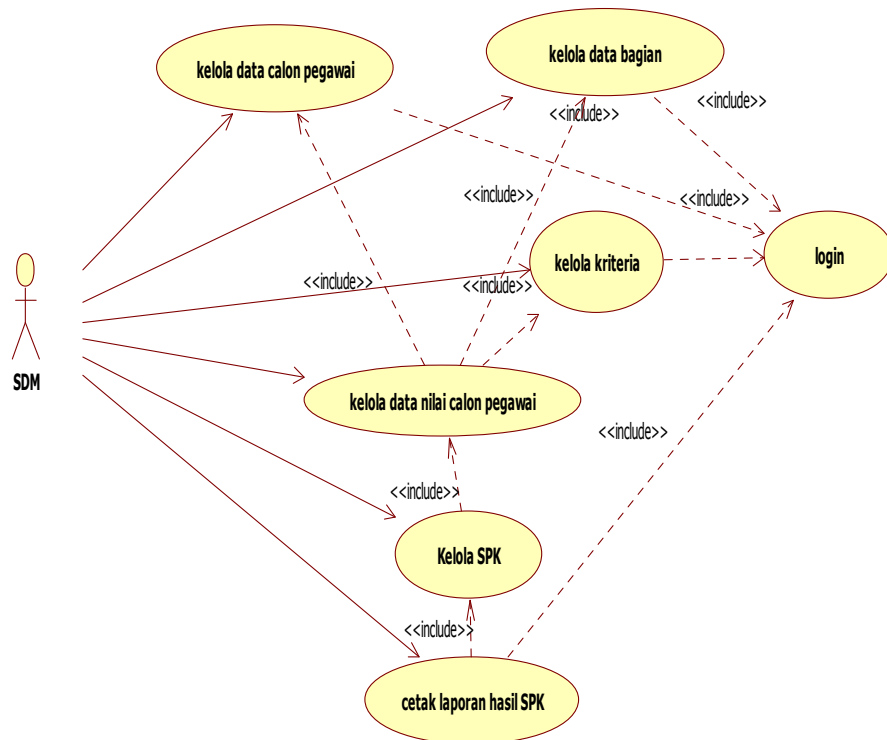 kelola data bagian
kelola data calon pegawai
<<include>>
<<include>>
<<include>>
<<include>>
login
kelola kriteria
<<include>>
<<include>>
SDM
kelola data nilai calon pegawai
<<include>>
<<include>>
Kelola SPK
<<include>>
cetak laporan hasil SPK